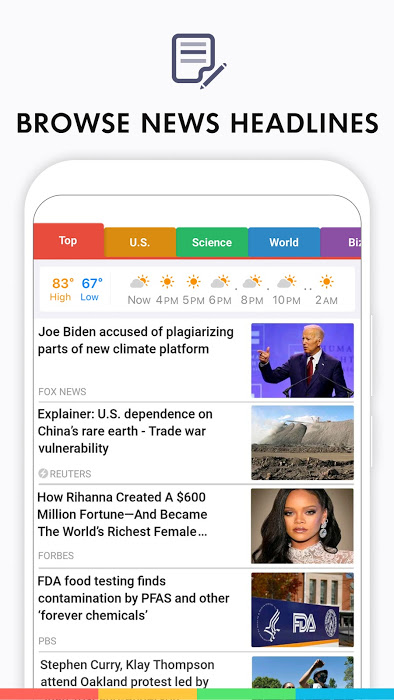 BROWSE NEWS HEADLINES
Top U.S. Science World Biz
83° 67°
High Low
Now 4PM 5PM 6PM 8PM 10PM 2AM
Joe Biden accused of plagiarizing
parts of new climate platform
FOX NEWS
Explainer: U.S. dependence on
China's rare earth - Trade war
vulnerability
REUTERS
How Rihanna Created A $600
Million Fortune—And Became
The World's Richest Female...
FORBES
FDA food testing finds
contamination by PFAS and other
‘forever chemicals’
FDA
PBS
Stephen Curry, Klay Thompson
attend Oakland protest led by